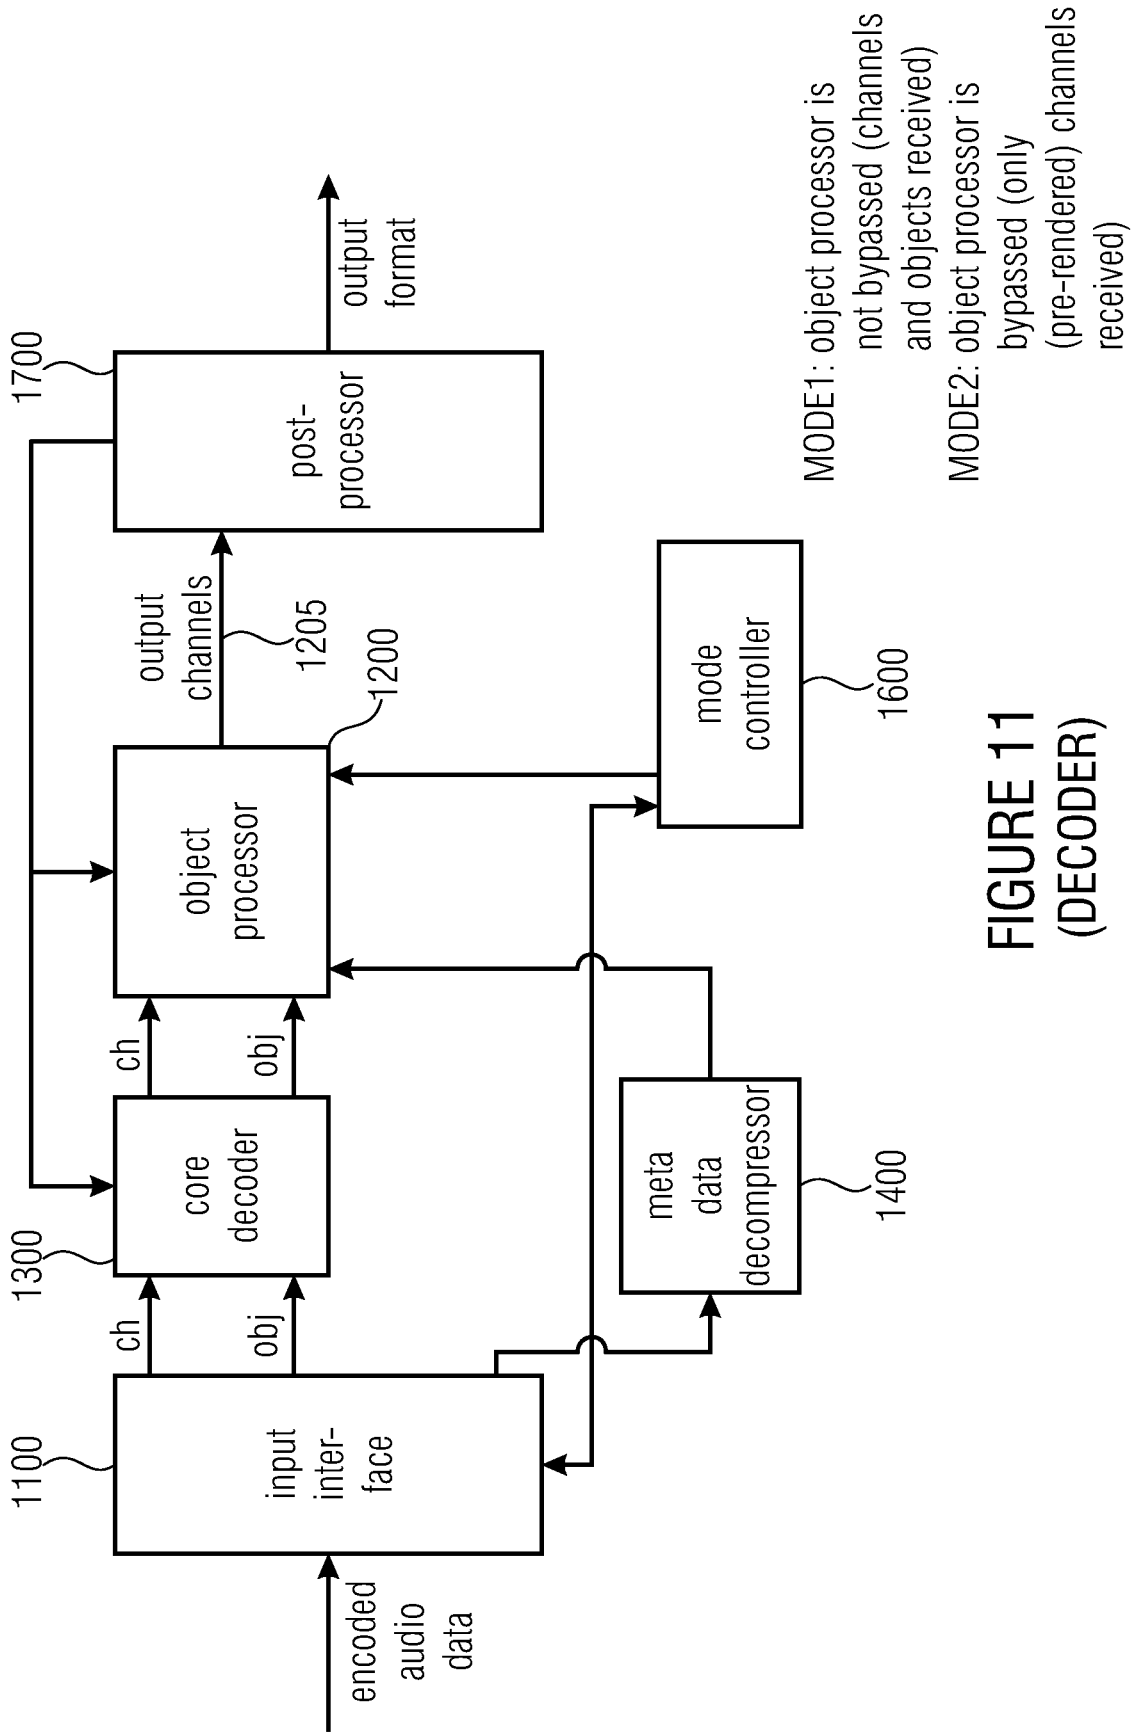 1100
1300
1700
encoded
audio
data
input
inter-
face
ch
obj
core
decoder
ch
obj
object
processor
1200
output
channels
1205
post-
processor
output
format
meta
data
decompressor
1400
mode
controller
1600
MODE1: object processor is
not bypassed (channels
and objects received)
MODE2: object processor is
bypassed (only
(pre-rendered) channels
received)
FIGURE 11
(DECODER)